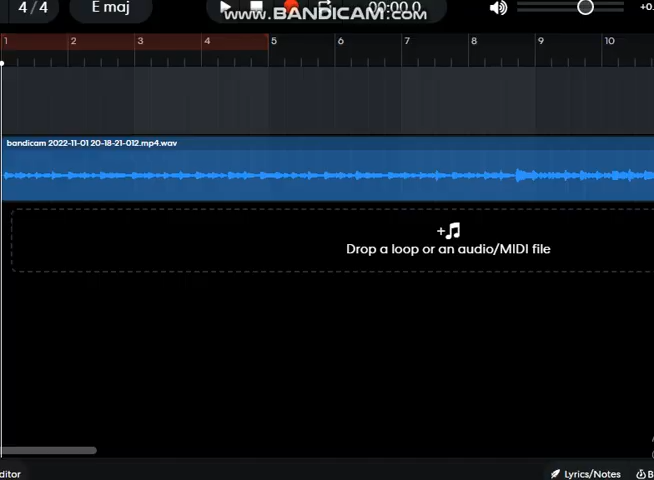 4/4 E maj 00:00.0 +0.
www.BANDICAM.com
1 2 3 4 5 6 7 8 9 10
bandicam 2022-11-01 20-18-21-012.mp4.wav
+
Drop a loop or an audio/MIDI file
ditor Lyrics/Notes B